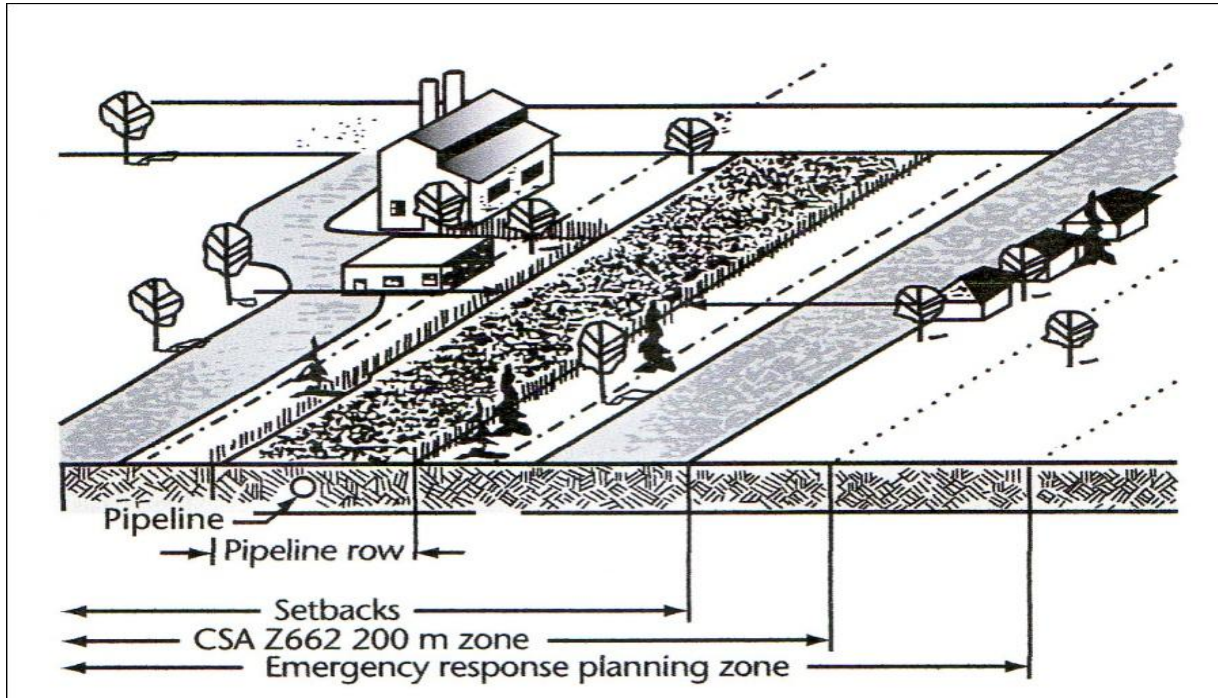 Pipeline
Pipeline row
Setbacks
CSA Z662 200 m zone
Emergency response planning zone